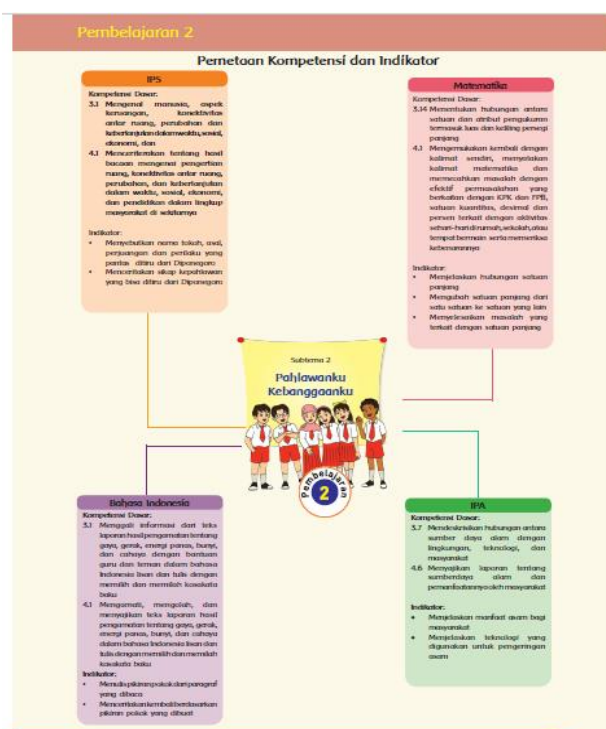 Pembelajaran 2
Pemetaan Kompetensi dan Indikator
IPS
Kompetensi Dasar:
3.1 Mengenal manusia, aspek
keruangan, konektivitas
antar ruang, perubahan dan
keberlanjutan dalam waktu, sosial,
ekonomi, dan
4.1 Menceriterakan tentang hasil
bacaan mengenai pengertian
ruang, konektivitas antar ruang,
perubahan, dan keberlanjutan
dalam waktu, sosial, ekonomi,
dan pendidikan dalam lingkup
masyarakat di sekitarnya
Indikator:
• Menyebutkan nama tokoh, asal,
perjuangan dan perilaku yang
pantas ditiru dari Diponegoro
• Menceritakan sikap kepahlawan
yang bisa ditiru dari Diponegoro
Matematika
Kompetensi Dasar:
3.14 Menentukan hubungan antara
satuan dan atribut pengukuran
termasuk luas dan keliling persegi
panjang
4.1 Mengemukakan kembali dengan
kalimat sendiri, menyatakan
kalimat matematika dan
memecahkan masalah dengan
efektif permasalahan yang
berkaitan dengan KPK dan FPB,
satuan kuantitas, desimal dan
persen terkait dengan aktivitas
sehari-hari di rumah, sekolah, atau
tempat bermain serta memeriksa
kebenarannya
Indikator:
• Menjelaskan hubungan satuan
panjang
• Mengubah satuan panjang dari
satu satuan ke satuan yang lain
• Menyelesaikan masalah yang
terkait dengan satuan panjang
Subtema 2
Pahlawanku
Kebanggaanku
Pembelajaran
2
Bahasa Indonesia
Kompetensi Dasar:
3.1 Menggali informasi dari teks
laporan hasil pengamatan tentang
gaya, gerak, energi panas, bunyi,
dan cahaya dengan bantuan
guru dan teman dalam bahasa
Indonesia lisan dan tulis dengan
memilih dan memilah kosakata
baku
4.1 Mengamati, mengolah, dan
menyajikan teks laporan hasil
pengamatan tentang gaya, gerak,
energi panas, bunyi, dan cahaya
dalam bahasa Indonesia lisan dan
tulis dengan memilih dan memilah
kosakata baku
Indikator:
• Menulis pikiran pokok dari paragraf
yang dibaca
• Menceritakan kembali berdasarkan
pikiran pokok yang dibuat
IPA
Kompetensi Dasar:
3.7 Mendeskripsikan hubungan antara
sumber daya alam dengan
lingkungan, teknologi, dan
masyarakat
4.6 Menyajikan laporan tentang
sumberdaya alam dan
pemanfaatannya oleh masyarakat
Indikator:
• Menjelaskan manfaat asam bagi
masyarakat
• Menjelaskan teknologi yang
digunakan untuk pengeringan
asam